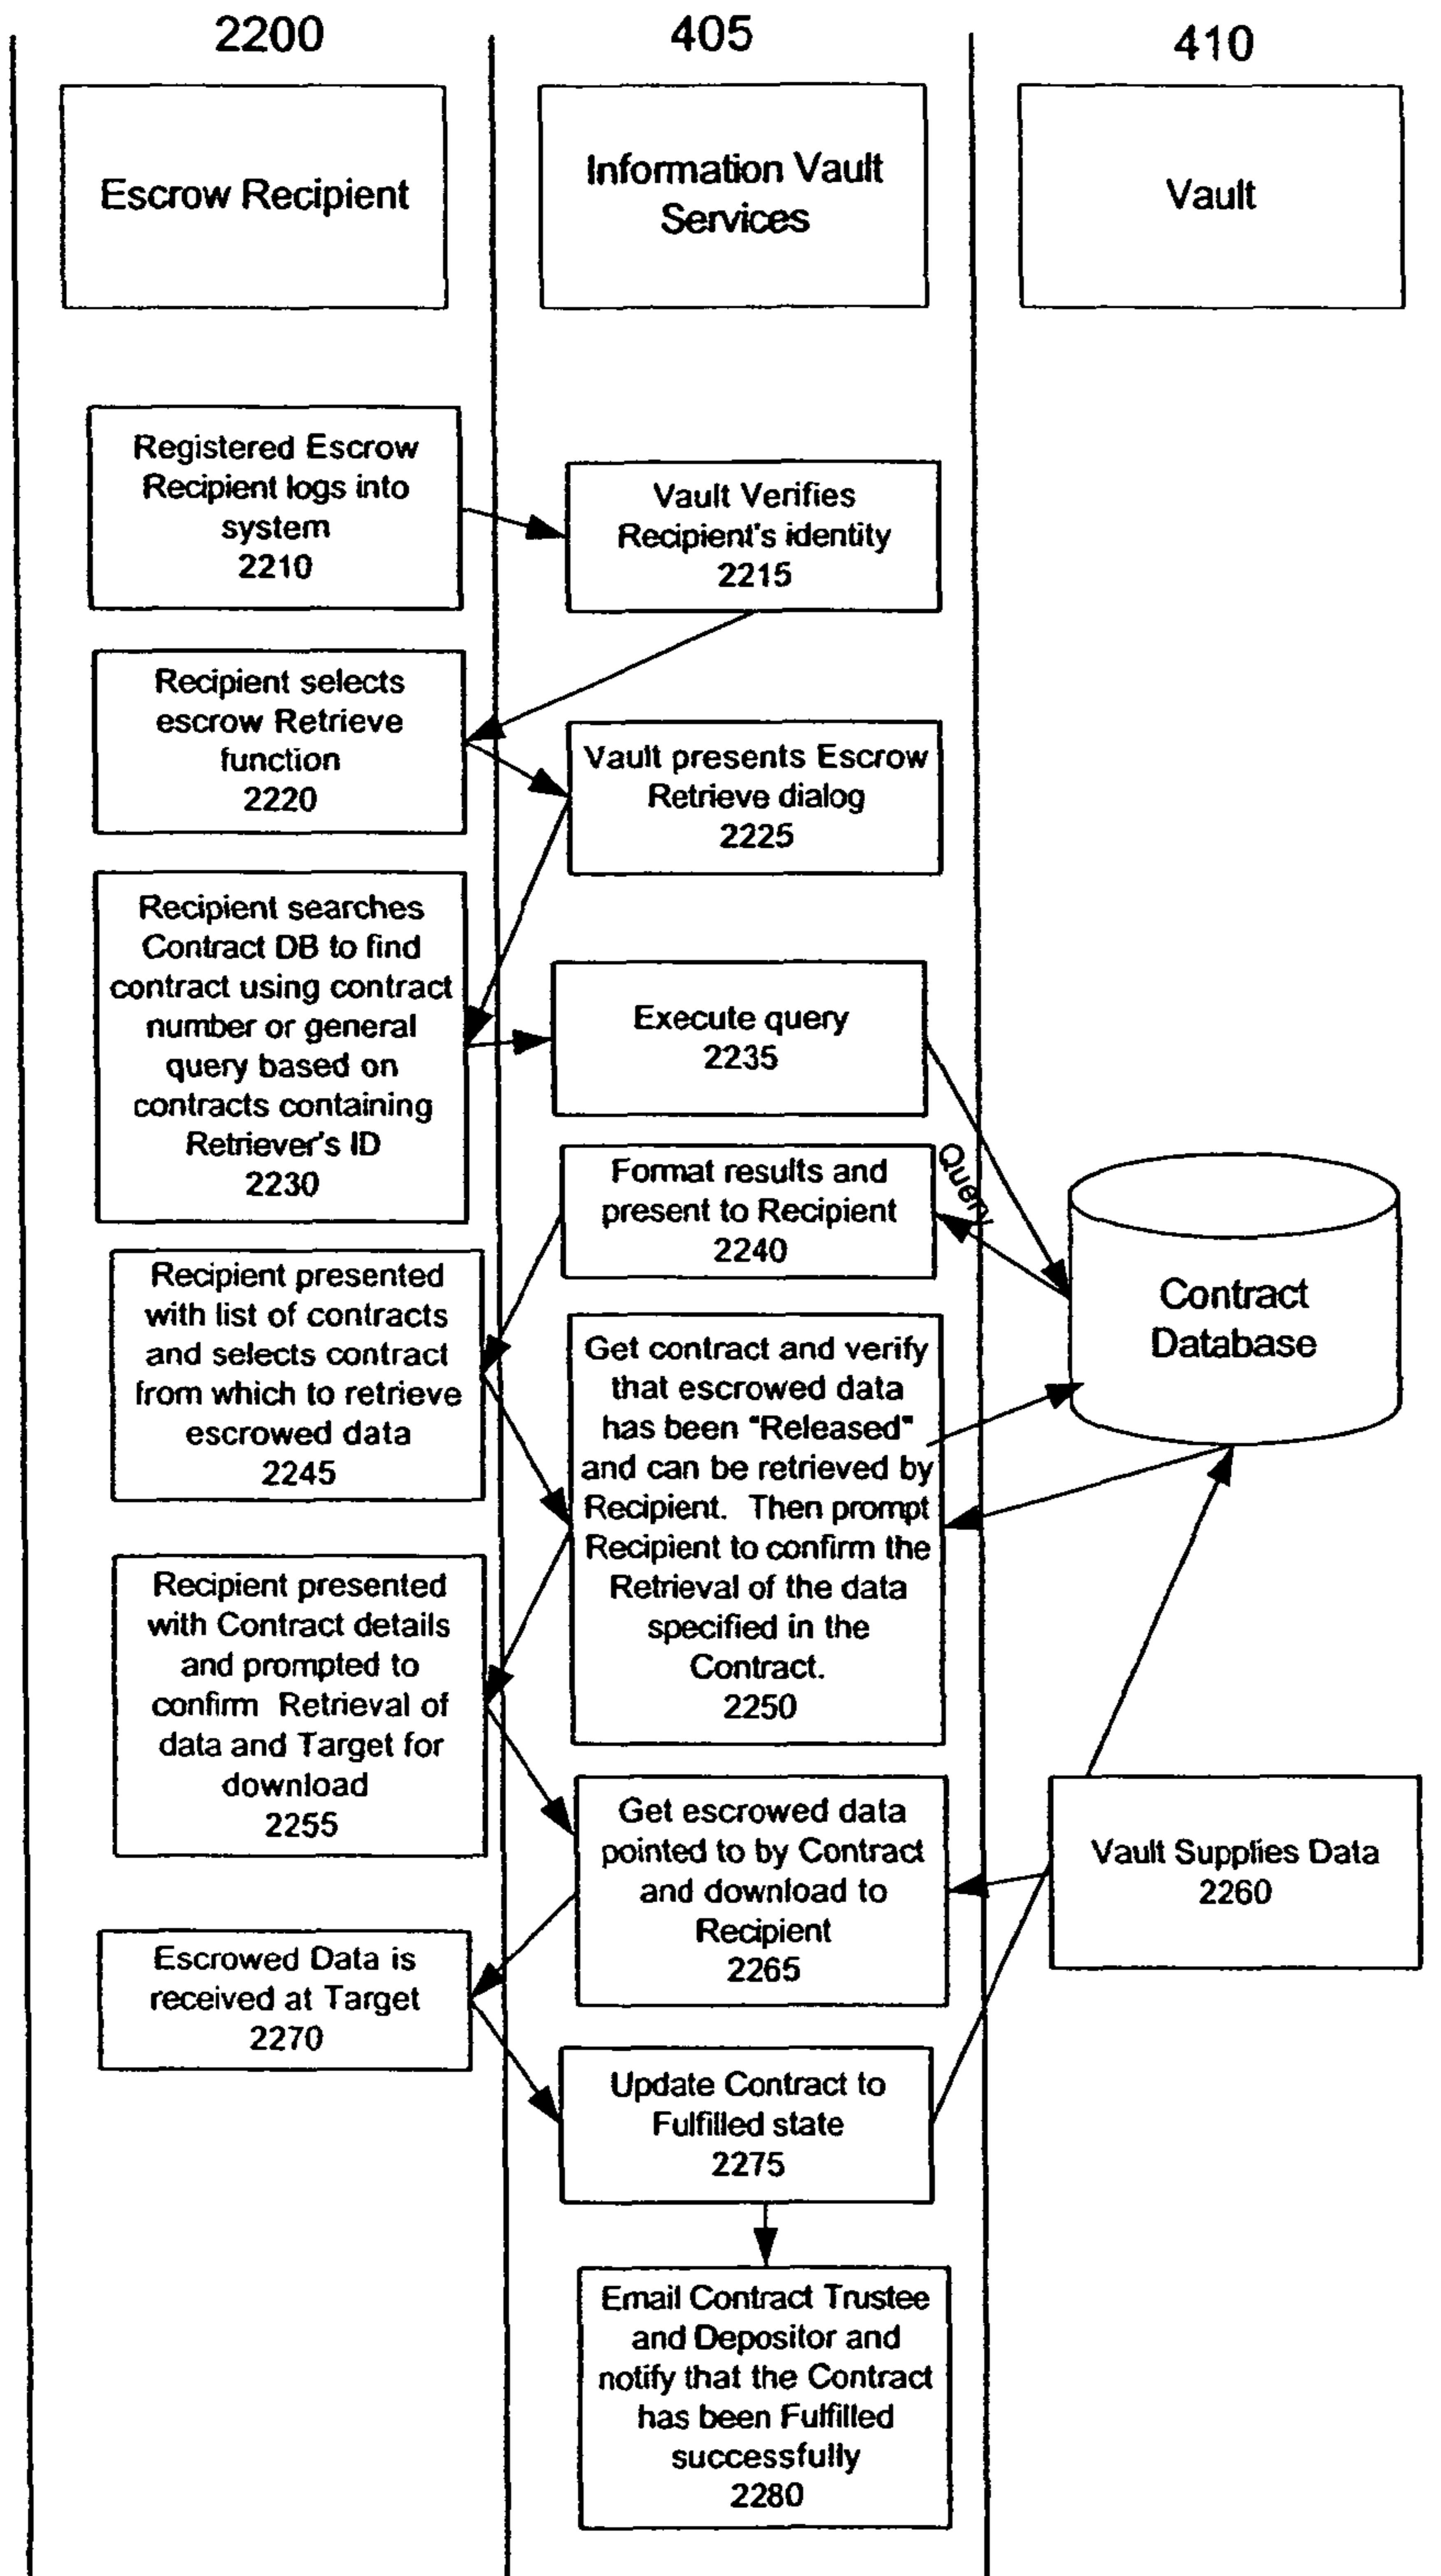 2200
405
410
Escrow Recipient
Information Vault
Services
Vault
Registered Escrow
Recipient logs into
system
2210
Vault Verifies
Recipient's identity
2215
Recipient selects
escrow Retrieve
function
2220
Vault presents Escrow
Retrieve dialog
2225
Recipient searches
Contract DB to find
contract using contract
number or general
query based on
contracts containing
Retriever's ID
2230
Execute query
2235
Query
Format results and
present to Recipient
2240
Contract
Database
Recipient presented
with list of contracts
and selects contract
from which to retrieve
escrowed data
2245
Get contract and verify
that escrowed data
has been "Released"
and can be retrieved by
Recipient. Then prompt
Recipient to confirm the
Retrieval of the data
specified in the
Contract.
2250
Recipient presented
with Contract details
and prompted to
confirm Retrieval of
data and Target for
download
2255
Vault Supplies Data
2260
Get escrowed data
pointed to by Contract
and download to
Recipient
2265
Escrowed Data is
received at Target
2270
Update Contract to
Fulfilled state
2275
Email Contract Trustee
and Depositor and
notify that the Contract
has been Fulfilled
successfully
2280